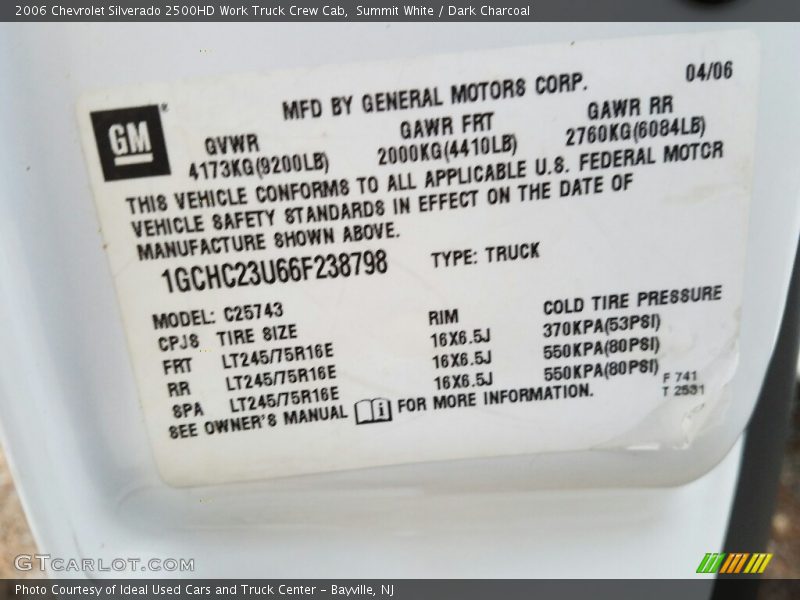 2006 Chevrolet Silverado 2500HD Work Truck Crew Cab,  Summit White / Dark Charcoal
04/06
MFD BY GENERAL MOTORS CORP.
GM
GVWR GAWR FRT GAWR RR
4173KG(9200LB) 2000KG(4410LB) 2760KG(6084LB)
THIS VEHICLE CONFORMS TO ALL APPLICABLE U.S. FEDERAL MOTOR
VEHICLE SAFETY STANDARDS IN EFFECT ON THE DATE OF
MANUFACTURE SHOWN ABOVE.
1GCHC23U66F238798 TYPE: TRUCK
MODEL: C25743
CPJS TIRE SIZE RIM COLD TIRE PRESSURE
FRT LT245/75R16E 16X6.5J 370KPA(53PSI)
RR LT245/75R16E 16X6.5J 550KPA(80PSI)
SPA LT245/75R16E 16X6.5J 550KPA(80PSI)
SEE OWNER'S MANUAL i FOR MORE INFORMATION.
F 741
T 2531
GTCARLOT.COM
Photo Courtesy of Ideal Used Cars and Truck Center - Bayville, NJ